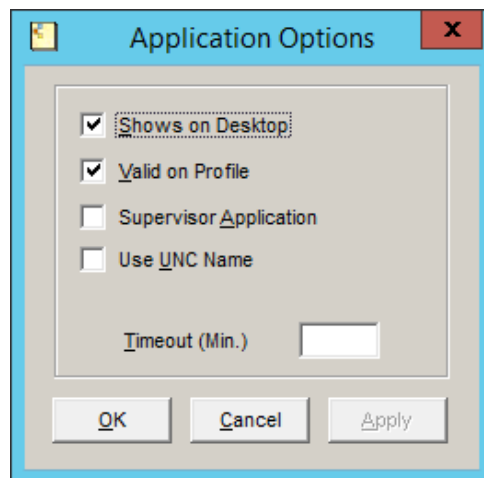 Application Options
x
Shows on Desktop
Valid on Profile
Supervisor Application
Use UNC Name
Timeout (Min.)
OK Cancel Apply